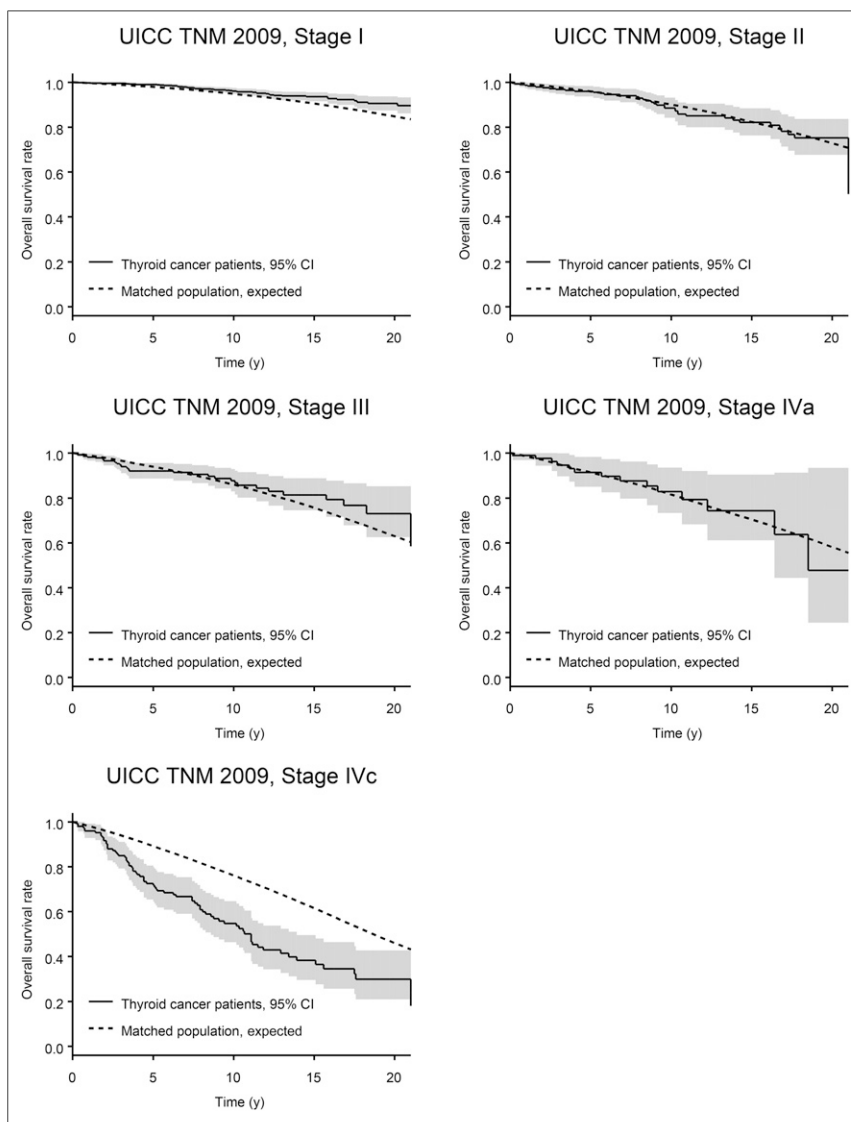 UICC TNM 2009, Stage I
Overall survival rate
1.0
0.8
0.6
0.4
0.2
0.0
Thyroid cancer patients, 95% CI
Matched population, expected
0 5 10 15 20
Time (y)
UICC TNM 2009, Stage II
Overall survival rate
1.0
0.8
0.6
0.4
0.2
0.0
Thyroid cancer patients, 95% CI
Matched population, expected
0 5 10 15 20
Time (y)
UICC TNM 2009, Stage III
Overall survival rate
1.0
0.8
0.6
0.4
0.2
0.0
Thyroid cancer patients, 95% CI
Matched population, expected
0 5 10 15 20
Time (y)
UICC TNM 2009, Stage IVa
Overall survival rate
1.0
0.8
0.6
0.4
0.2
0.0
Thyroid cancer patients, 95% CI
Matched population, expected
0 5 10 15 20
Time (y)
UICC TNM 2009, Stage IVc
Overall survival rate
1.0
0.8
0.6
0.4
0.2
0.0
Thyroid cancer patients, 95% CI
Matched population, expected
0 5 10 15 20
Time (y)